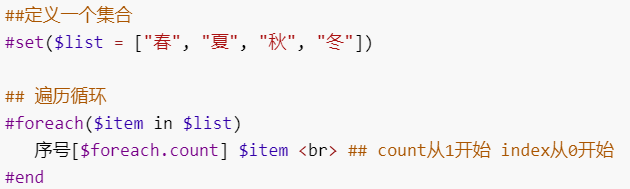 ##定义一个集合
#set($list = ["春", "夏", "秋", "冬"])
## 遍历循环
#foreach($item in $list)
序号[$foreach.count] $item <br> ## count从1开始 index从0开始
#end